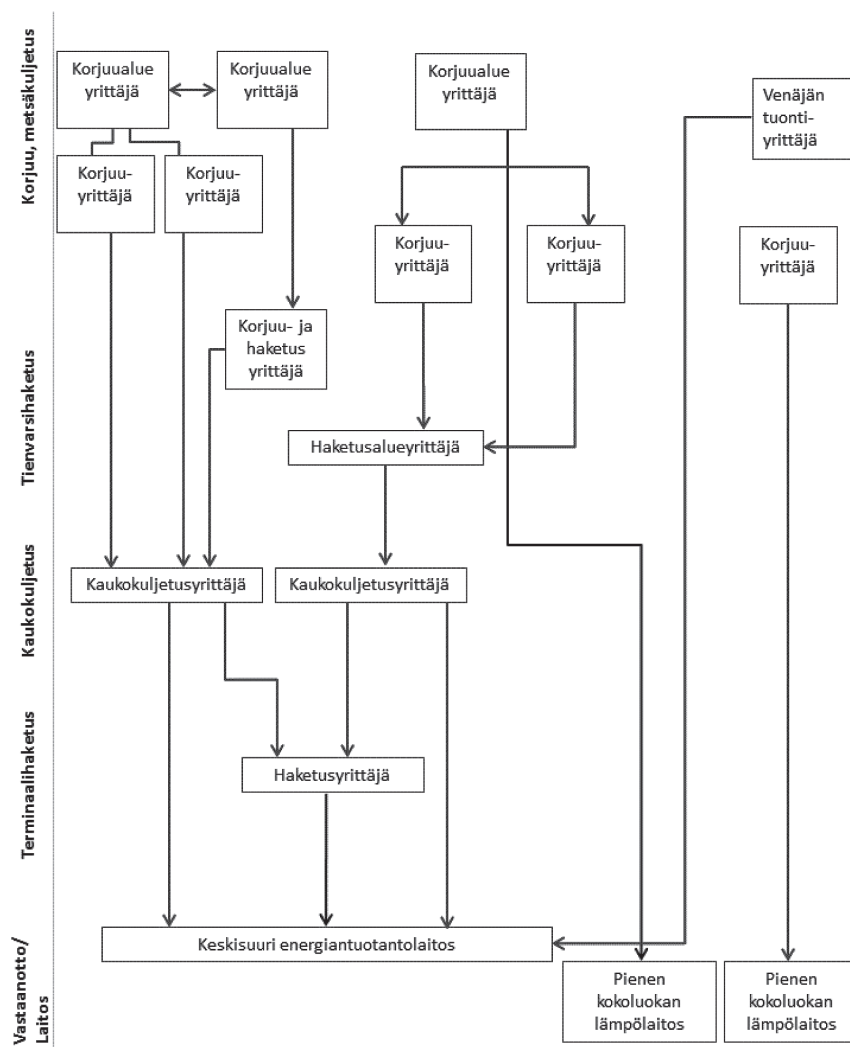 Korjuu, metsäkuljetus
Korjuualue
yrittäjä
Korjuualue
yrittäjä
Korjuualue
yrittäjä
Venäjän
tuonti-
yrittäjä
Korjuu-
yrittäjä
Korjuu-
yrittäjä
Korjuu-
yrittäjä
Korjuu-
yrittäjä
Korjuu-
yrittäjä
Tienvarsihaketus
Korjuu- ja
haketus
yrittäjä
Haketusalueyrittäjä
Kaukokuljetus
Kaukokuljetusyrittäjä
Kaukokuljetusyrittäjä
Terminaalihaketus
Haketusyrittäjä
Vastaanotto/
Laitos
Keskisuuri energiantuotantolaitos
Pienen
kokoluokan
lämpölaitos
Pienen
kokoluokan
lämpölaitos